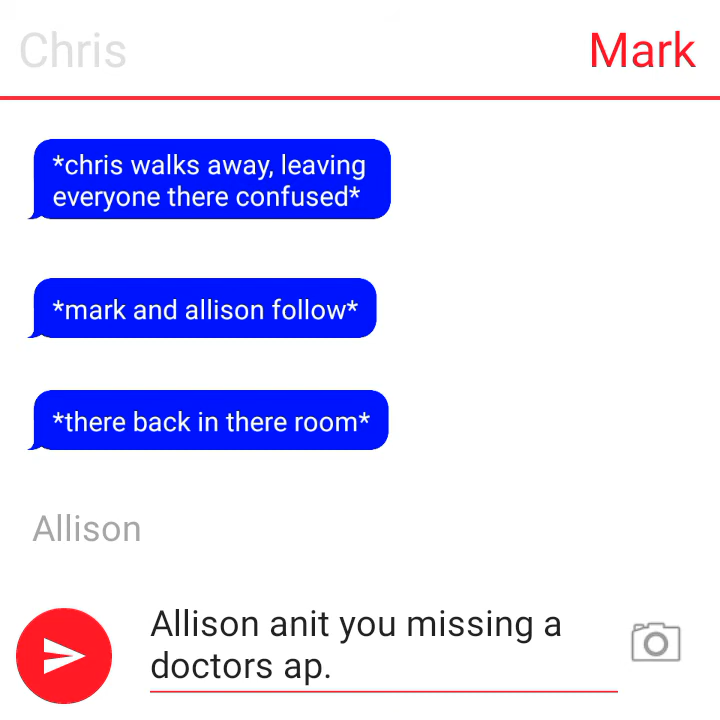 Chris
Mark
*chris walks away, leaving
everyone there confused*
*mark and allison follow*
*there back in there room*
Allison
Allison anit you missing a
doctors ap.